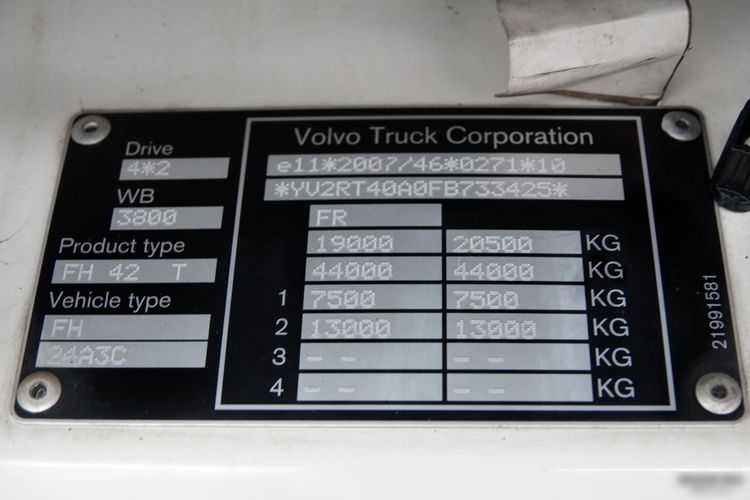 Drive
4*2
WB
3800
Product type
FH 42 T
Vehicle type
FH
24A3C
Volvo Truck Corporation
e11*2007/46*0271*10
*YV2RT40A0FB733425*
FR
19000 20500 KG
44000 44000 KG
1 7500 7500 KG
2 13000 13000 KG
3 -- -- KG
4 -- -- KG
21991581